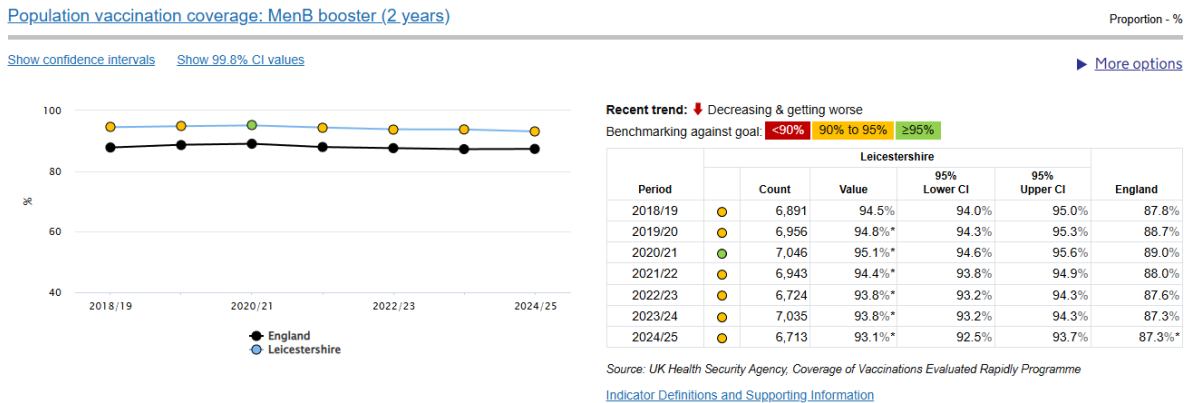 Population vaccination coverage: MenB booster (2 years)
Proportion - %
Show confidence intervals Show 99.8% CI values
▶ More options
100
80
60
40
%
2018/19 2020/21 2022/23 2024/25
England
Leicestershire
Recent trend: Decreasing & getting worse
Benchmarking against goal: <90% 90% to 95% ≥95%
Leicestershire
Period Count Value 95% Lower CI 95% Upper CI England
2018/19 6,891 94.5% 94.0% 95.0% 87.8%
2019/20 6,956 94.8%* 94.3% 95.3% 88.7%
2020/21 7,046 95.1%* 94.6% 95.6% 89.0%
2021/22 6,943 94.4%* 93.8% 94.9% 88.0%
2022/23 6,724 93.8%* 93.2% 94.3% 87.6%
2023/24 7,035 93.8%* 93.2% 94.3% 87.3%
2024/25 6,713 93.1%* 92.5% 93.7% 87.3%*
Source: UK Health Security Agency, Coverage of Vaccinations Evaluated Rapidly Programme
Indicator Definitions and Supporting Information